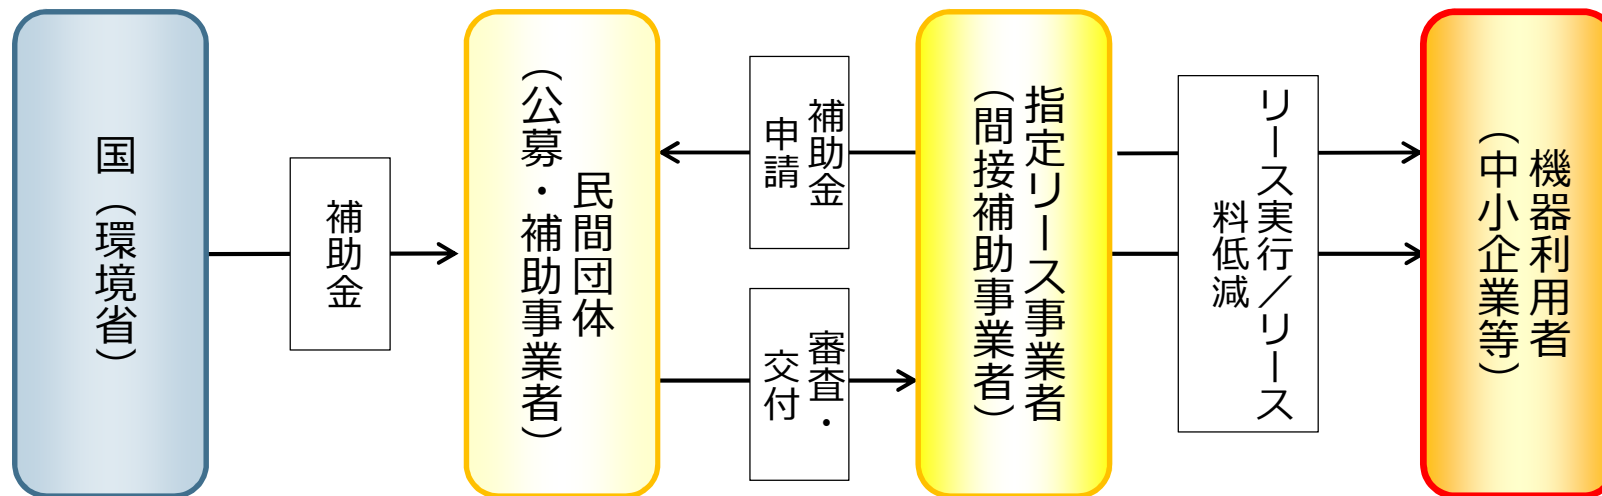 国（環境省）
補助金
民間団体
（公募・補助事業者）
補助金
申請
審査・
交付
指定リース事業者
（間接補助事業者）
リース実行／リース
料低減
機器利用者
（中小企業等）